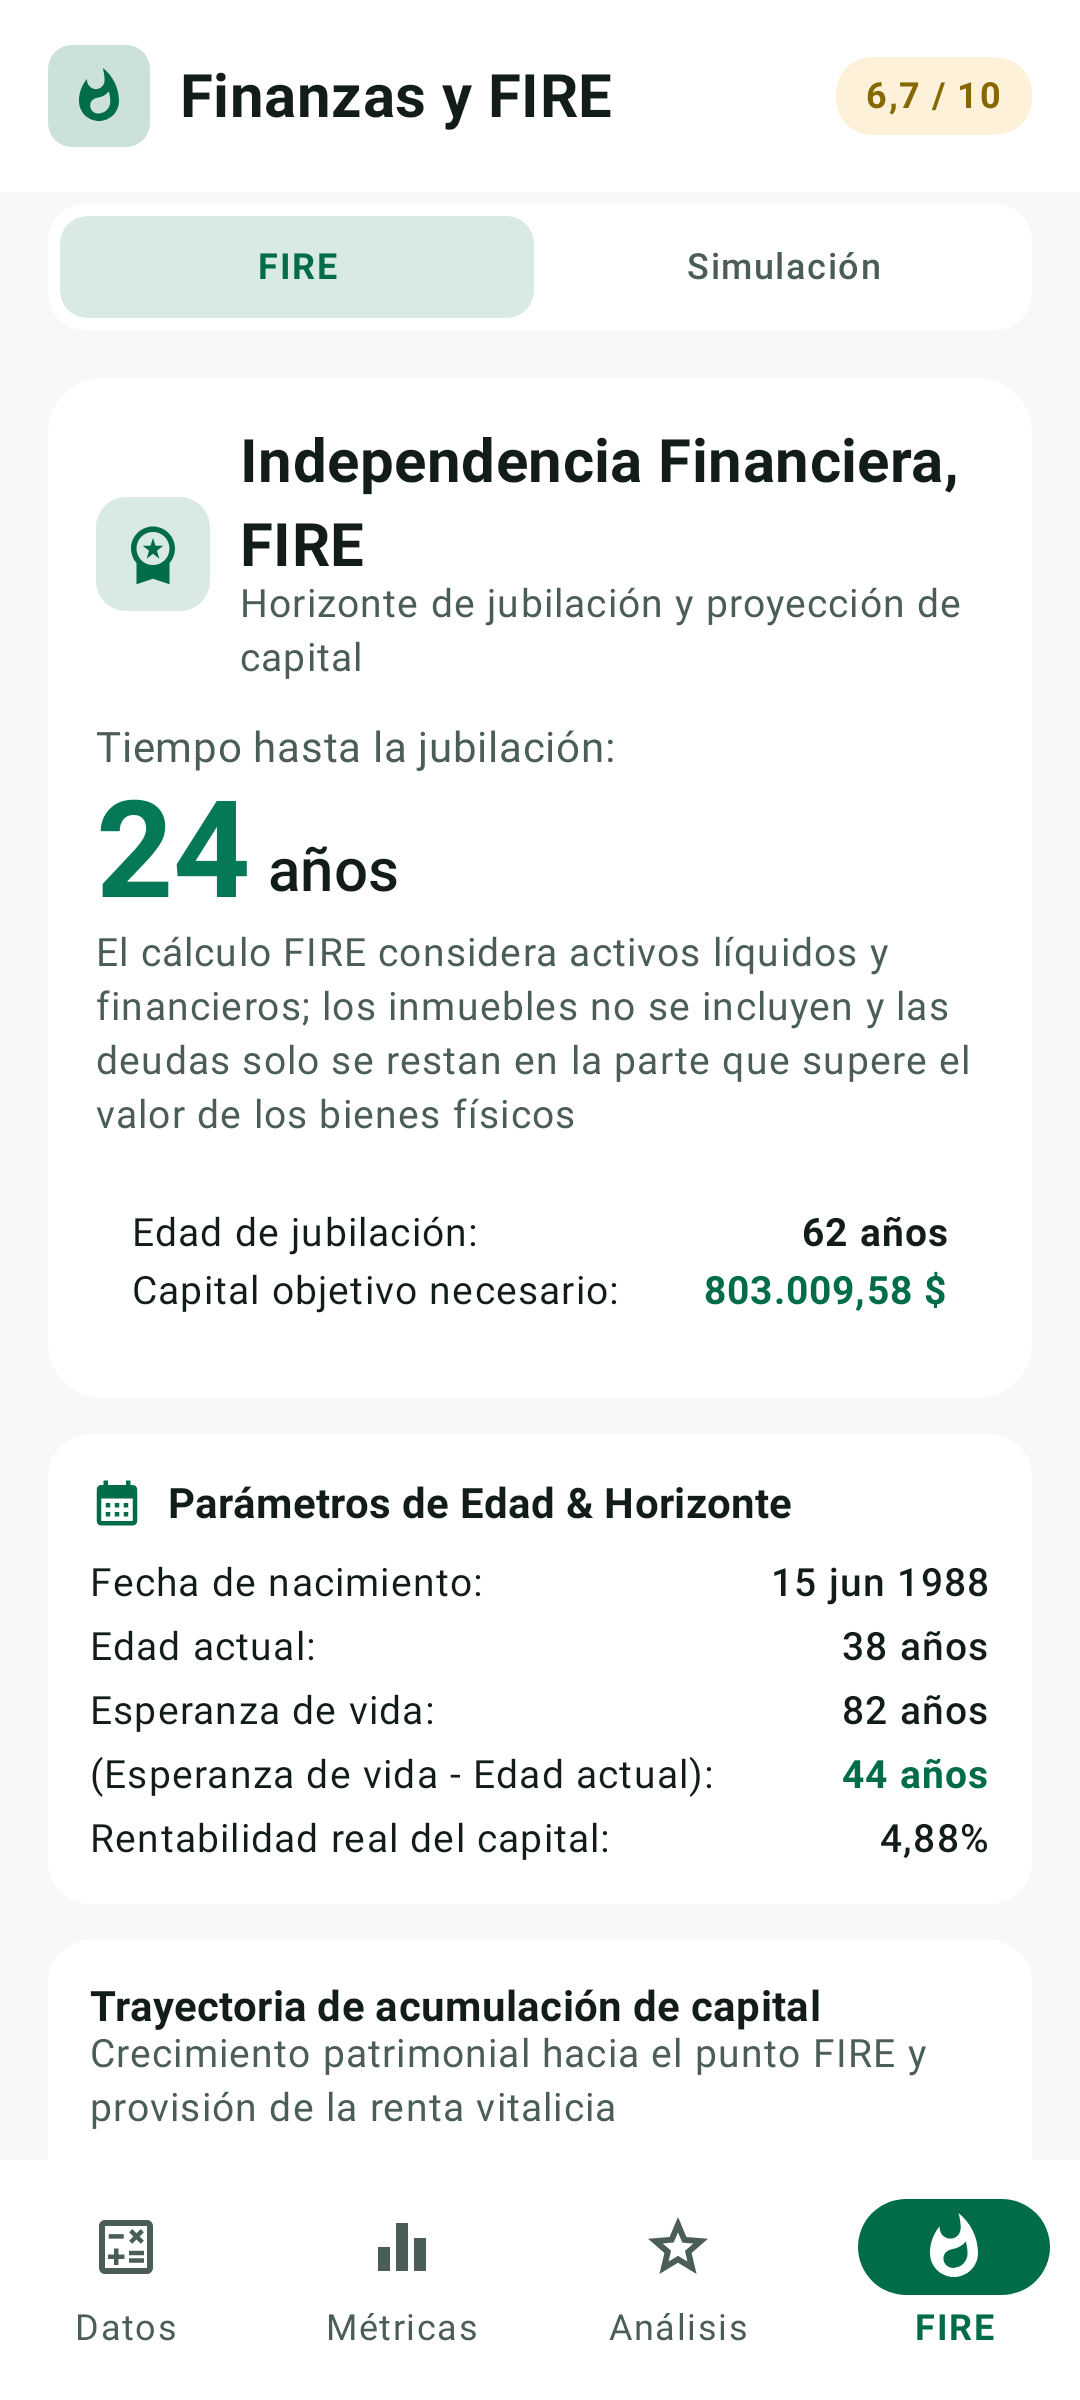 Finanzas y FIRE
6,7 / 10
FIRE
Simulación
Independencia Financiera,
FIRE
Horizonte de jubilación y proyección de
capital
Tiempo hasta la jubilación:
24 años
El cálculo FIRE considera activos líquidos y
financieros; los inmuebles no se incluyen y las
deudas solo se restan en la parte que supere el
valor de los bienes físicos
Edad de jubilación: 62 años
Capital objetivo necesario: 803.009,58 $
Parámetros de Edad & Horizonte
Fecha de nacimiento: 15 jun 1988
Edad actual: 38 años
Esperanza de vida: 82 años
(Esperanza de vida - Edad actual): 44 años
Rentabilidad real del capital: 4,88%
Trayectoria de acumulación de capital
Crecimiento patrimonial hacia el punto FIRE y
provisión de la renta vitalicia
Datos
Métricas
Análisis
FIRE